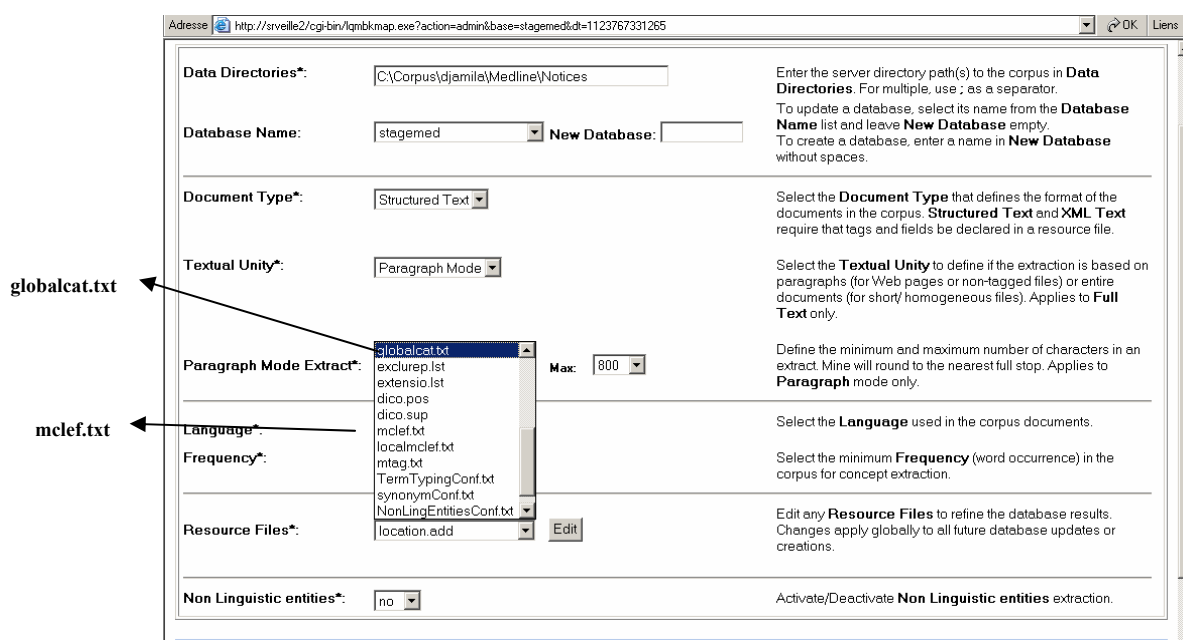 Adresse http://srveille2/cgi-bin/lqmbkmap.exe?action=admin&base=stagemed&dt=1123767331265 OK Liens
Data Directories*: C:\Corpus\djamila\Medline\Notices
Enter the server directory path(s) to the corpus in Data
Directories. For multiple, use ; as a separator.
Database Name: stagemed New Database:
To update a database, select its name from the Database
Name list and leave New Database empty.
To create a database, enter a name in New Database
without spaces.
Document Type*: Structured Text
Select the Document Type that defines the format of the
documents in the corpus. Structured Text and XML Text
require that tags and fields be declared in a resource file.
Textual Unity*: Paragraph Mode
Select the Textual Unity to define if the extraction is based on
paragraphs (for Web pages or non-tagged files) or entire
documents (for short/ homogeneous files). Applies to Full
Text only.
globalcat.txt
Paragraph Mode Extract*: Max: 800
Define the minimum and maximum number of characters in an
extract. Mine will round to the nearest full stop. Applies to
Paragraph mode only.
globalcat.txt
exclurep.lst
extensio.lst
dico.pos
dico.sup
mclef.txt
localmclef.txt
mtag.txt
TermTypingConf.txt
synonymConf.txt
NonLingEntitiesConf.txt
mclef.txt
Language*:
Select the Language used in the corpus documents.
Frequency*:
Select the minimum Frequency (word occurrence) in the
corpus for concept extraction.
Resource Files*: location.add Edit
Edit any Resource Files to refine the database results.
Changes apply globally to all future database updates or
creations.
Non Linguistic entities*: no
Activate/Deactivate Non Linguistic entities extraction.